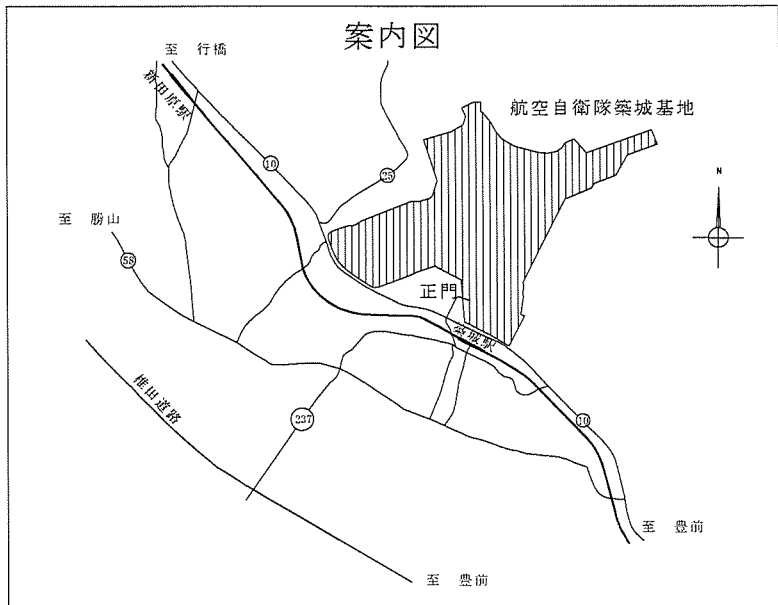 案内図
至 行橋
新田原駅
航空自衛隊築城基地
10
25
N
至 勝山
58
正門
築城駅
椎田道路
237
10
至 豊前
至 豊前